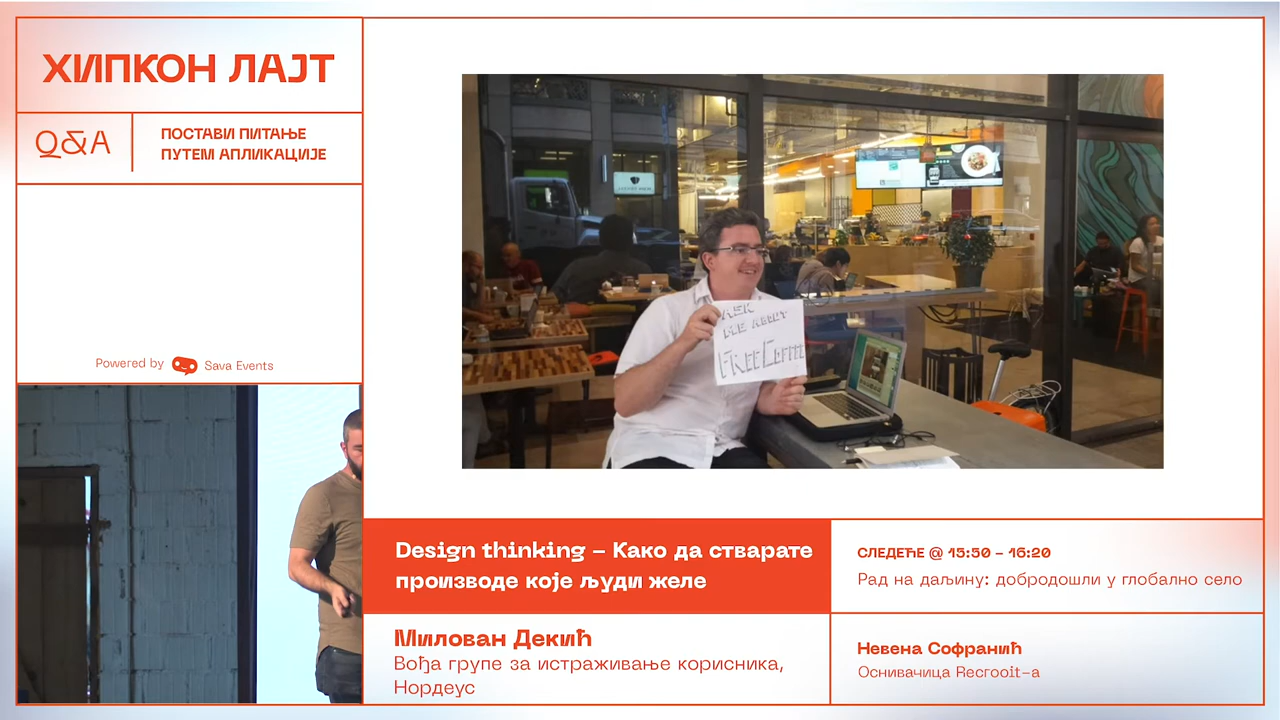 ХИПКОН ЛАЈТ
Q&A
ПОСТАВИ ПИТАЊЕ
ПУТЕМ АПЛИКАЦИЈЕ
Powered by Sava Events
ASK
ME ABOUT
FREE COFFEE
Design thinking – Како да стварате
производе које људи желе
Милован Декић
Вођа групе за истраживање корисника,
Нордеус
СЛЕДЕЋЕ @ 15:50 – 16:20
Рад на даљину: добродошли у глобално село
Невена Софранић
Оснивачица Recrooit-а